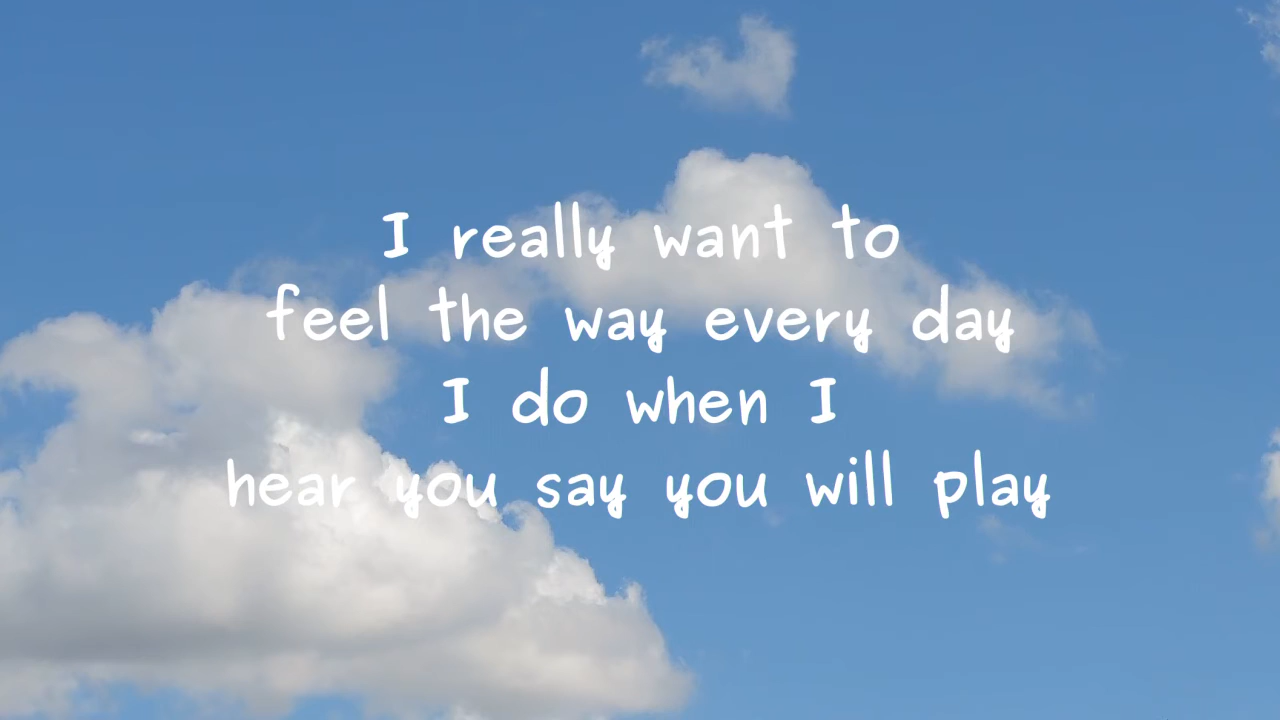 I really want to
feel the way every day
I do when I
hear you say you will play